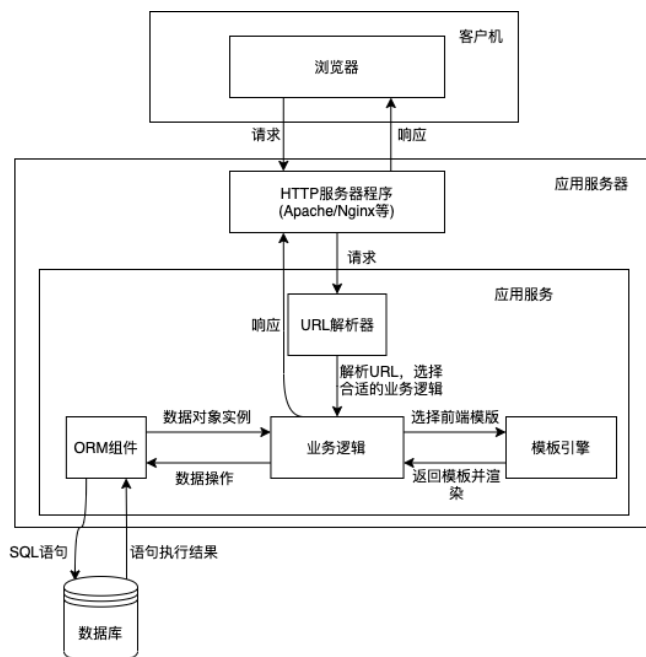 客户机
浏览器
请求
响应
应用服务器
HTTP服务器程序
(Apache/Nginx等)
请求
应用服务
响应
URL解析器
解析URL，选择
合适的业务逻辑
数据对象实例
选择前端模版
ORM组件
业务逻辑
模板引擎
数据操作
返回模板并渲
染
SQL语句
语句执行结果
数据库